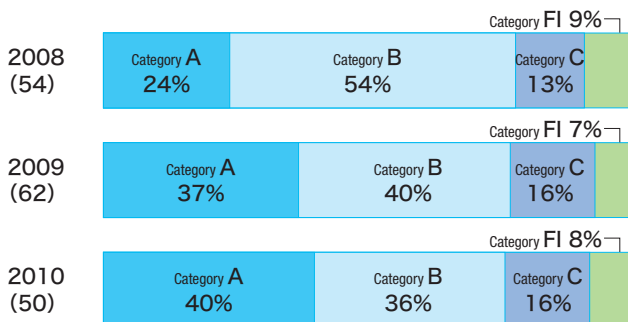 Category FI 9%
2008
(54)
Category A
24%
Category B
54%
Category C
13%
Category FI 7%
2009
(62)
Category A
37%
Category B
40%
Category C
16%
Category FI 8%
2010
(50)
Category A
40%
Category B
36%
Category C
16%